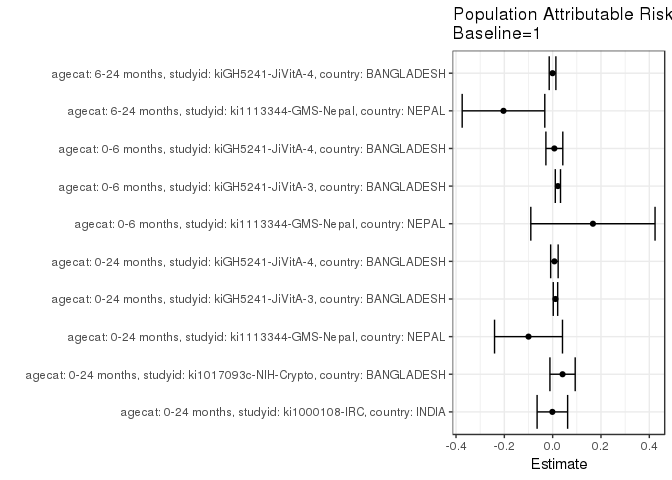 Population Attributable Risk
Baseline=1
agecat: 6-24 months, studyid: kiGH5241-JiVitA-4, country: BANGLADESH
agecat: 6-24 months, studyid: ki1113344-GMS-Nepal, country: NEPAL
agecat: 0-6 months, studyid: kiGH5241-JiVitA-4, country: BANGLADESH
agecat: 0-6 months, studyid: kiGH5241-JiVitA-3, country: BANGLADESH
agecat: 0-6 months, studyid: ki1113344-GMS-Nepal, country: NEPAL
agecat: 0-24 months, studyid: kiGH5241-JiVitA-4, country: BANGLADESH
agecat: 0-24 months, studyid: kiGH5241-JiVitA-3, country: BANGLADESH
agecat: 0-24 months, studyid: ki1113344-GMS-Nepal, country: NEPAL
agecat: 0-24 months, studyid: ki1017093c-NIH-Crypto, country: BANGLADESH
agecat: 0-24 months, studyid: ki1000108-IRC, country: INDIA
-0.4 -0.2 0.0 0.2 0.4
Estimate